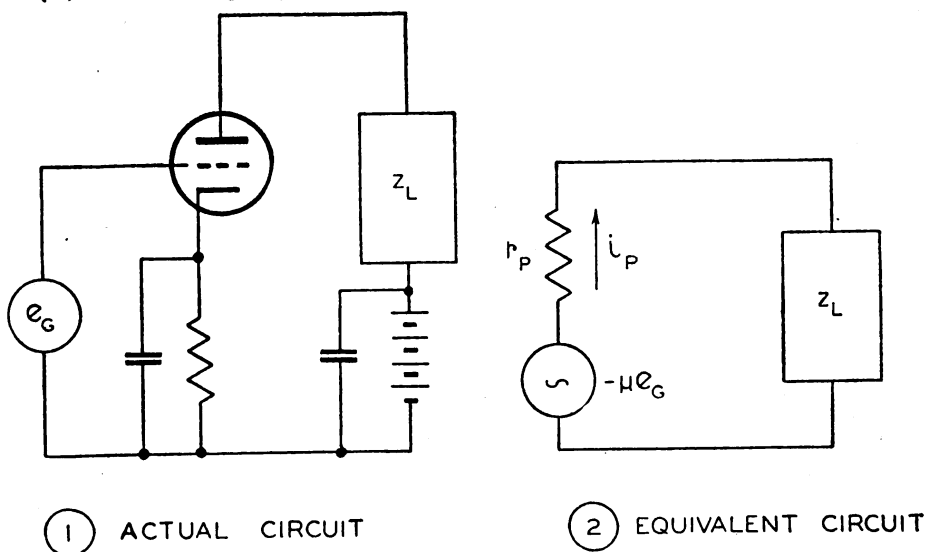 e_G
Z_L
r_P
i_P
-μe_G
Z_L
1 ACTUAL CIRCUIT
2 EQUIVALENT CIRCUIT